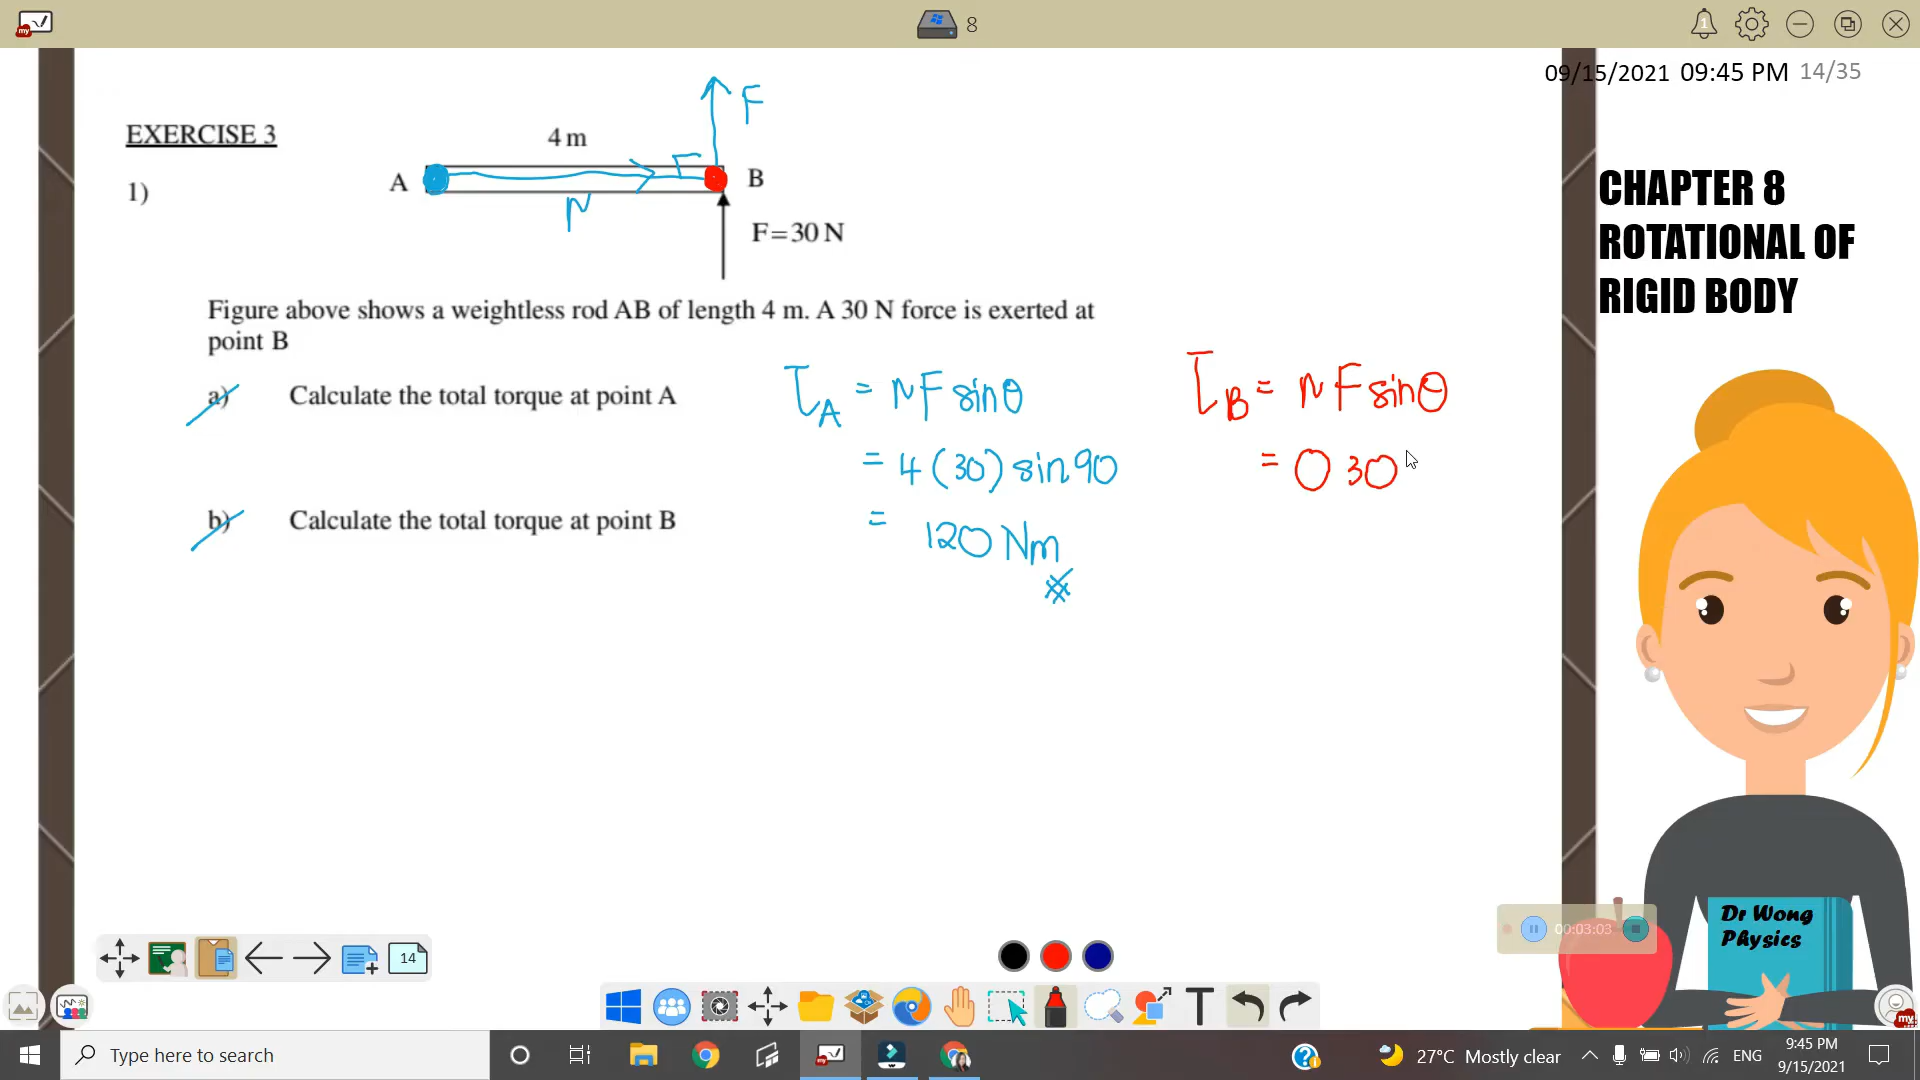 8
09/15/2021 09:45 PM 14/35
EXERCISE 3
1)
4 m
F
A
B
r
F=30 N
Figure above shows a weightless rod AB of length 4 m. A 30 N force is exerted at
point B
a) Calculate the total torque at point A
b) Calculate the total torque at point B
τA = rF sinθ
= 4 (30) sin 90
= 120 Nm
τB = rF sinθ
= 0 30
CHAPTER 8
ROTATIONAL OF
RIGID BODY
Dr Wong
Physics
00:03:03
14
Type here to search
27°C Mostly clear
ENG
9:45 PM
9/15/2021